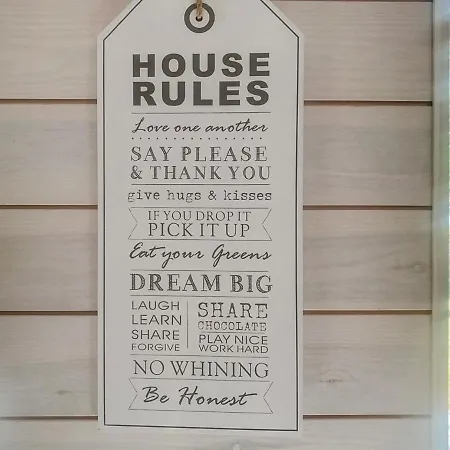 HOUSE
RULES
Love one another
SAY PLEASE
& THANK YOU
give hugs & kisses
IF YOU DROP IT
PICK IT UP
Eat your Greens
DREAM BIG
LAUGH
LEARN
SHARE
FORGIVE
SHARE
CHOCOLATE
PLAY NICE
WORK HARD
NO WHINING
Be Honest